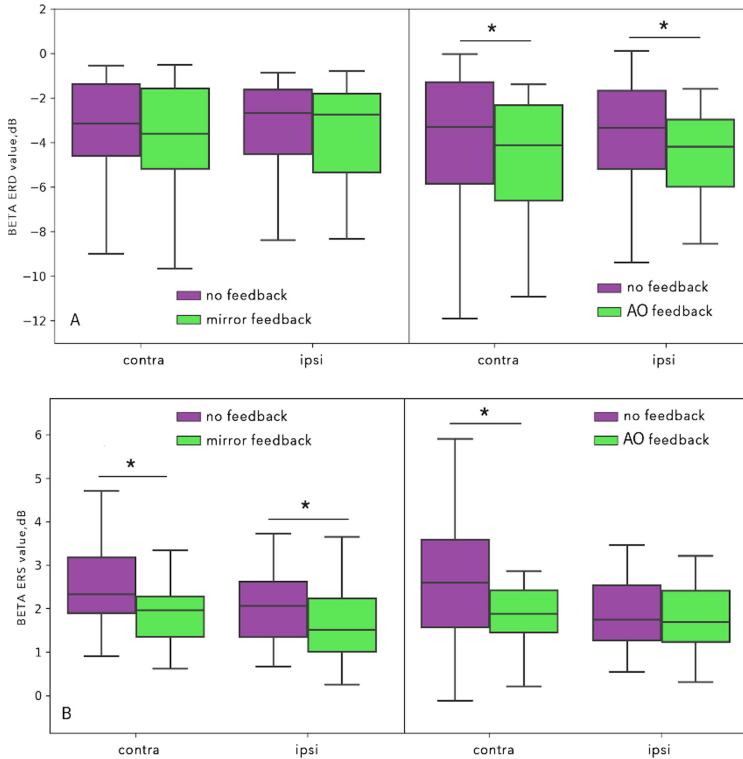 2
0
−2
−4
−6
−8
−10
−12
BETA ERD value,dB
*
*
no feedback
mirror feedback
no feedback
AO feedback
A
contra
ipsi
contra
ipsi
6
5
4
3
2
1
0
BETA ERS value,dB
no feedback
mirror feedback
no feedback
AO feedback
*
*
*
B
contra
ipsi
contra
ipsi